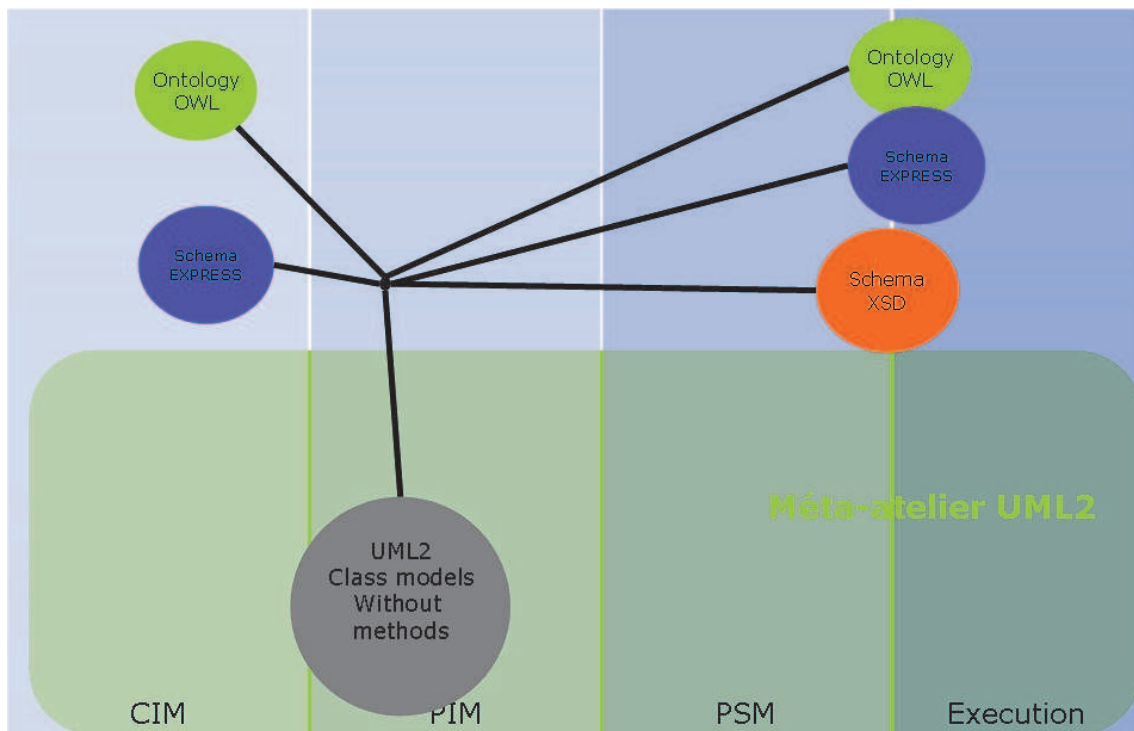 Ontology
OWL
Ontology
OWL
Schema
EXPRESS
Schema
EXPRESS
Schema
XSD
Méta-atelier UML2
UML2
Class models
Without
methods
CIM
PIM
PSM
Execution